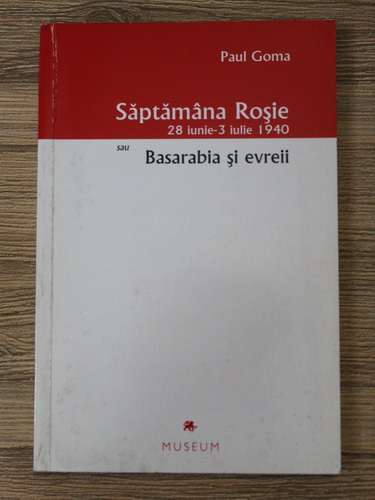 Paul Goma
Săptămâna Roşie
28 iunie-3 iulie 1940
sau
Basarabia şi evreii
MUSEUM